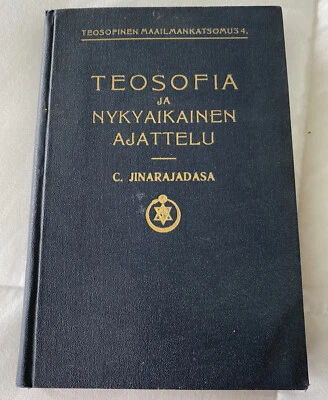 TEOSOFINEN MAAILMANKATSOMUS 4.
TEOSOFIA
JA
NYKYAIKAINEN
AJATTELU
C. JINARAJADASA